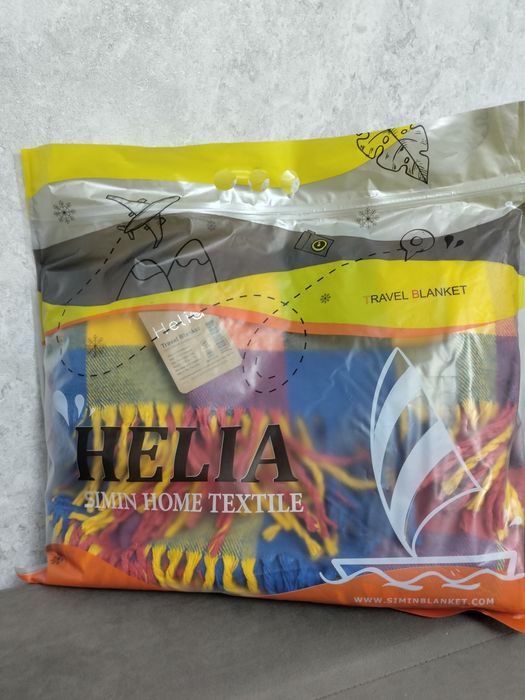 TRAVEL BLANKET
Helia
Travel Blanket
HELIA
SIMIN HOME TEXTILE
WWW.SIMINBLANKET.COM